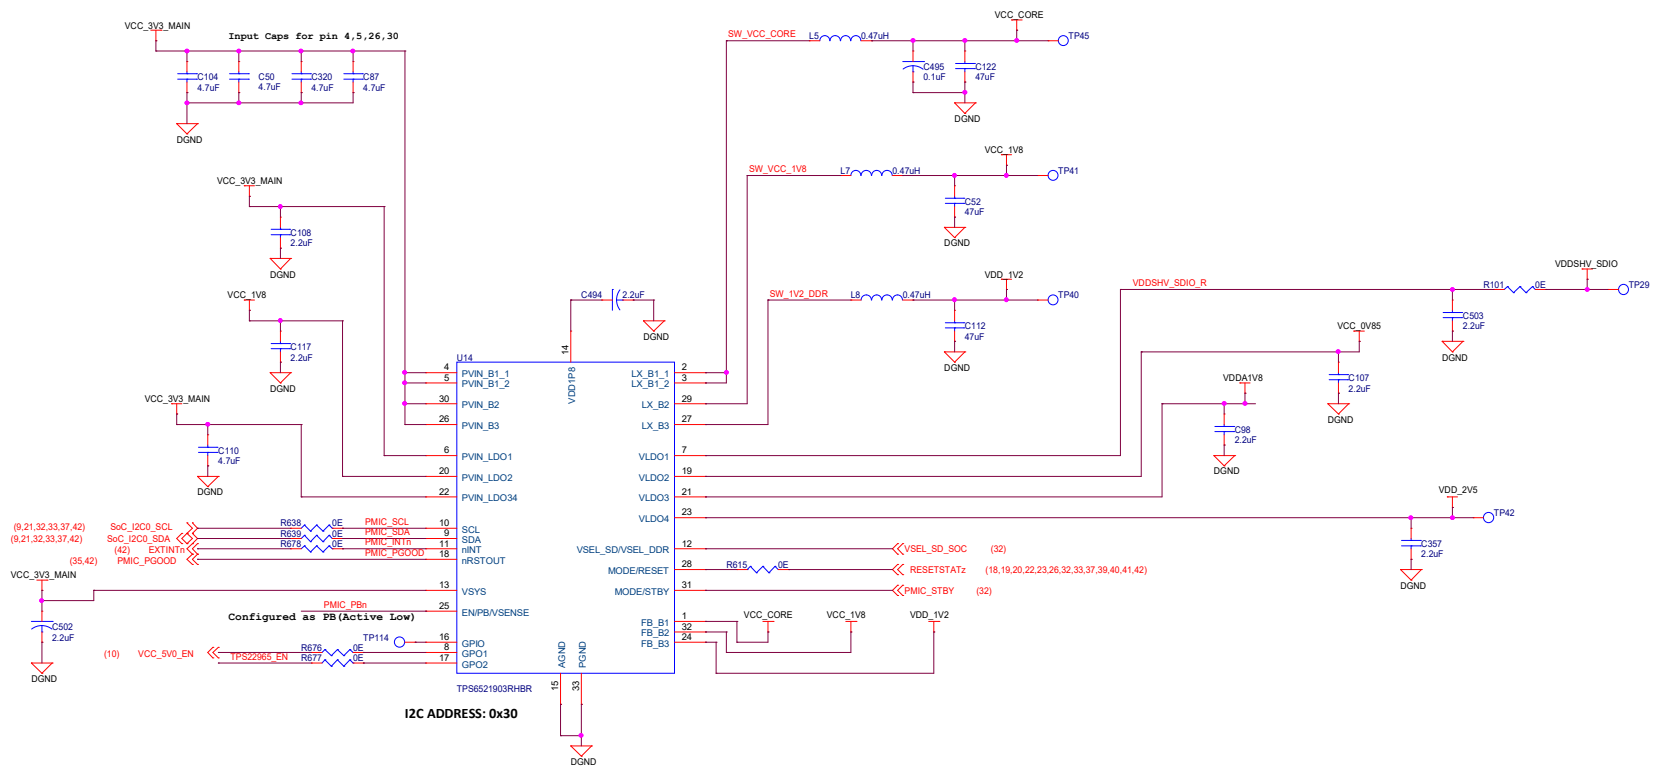 VCC_3V3_MAIN
Input Caps for pin 4,5,26,30
C104
4.7uF
C50
4.7uF
C320
4.7uF
C87
4.7uF
DGND
VCC_CORE
SW_VCC_CORE
L5
0.47uH
TP45
C495
0.1uF
C122
47uF
DGND
VCC_1V8
SW_VCC_1V8
L7
0.47uH
TP41
C52
47uF
DGND
VCC_3V3_MAIN
C108
2.2uF
DGND
VDD_1V2
SW_1V2_DDR
L8
0.47uH
TP40
C112
47uF
DGND
VDDSHV_SDIO
VDDSHV_SDIO_R
R101
0E
TP29
C503
2.2uF
DGND
VCC_1V8
C117
2.2uF
DGND
C494
2.2uF
DGND
VCC_0V85
C107
2.2uF
DGND
VDDA1V8
C98
2.2uF
DGND
VCC_3V3_MAIN
C110
4.7uF
DGND
VDD_2V5
TP42
C357
2.2uF
DGND
U14
14
VDD1P8
4 PVIN_B1_1
5 PVIN_B1_2
30 PVIN_B2
26 PVIN_B3
6 PVIN_LDO1
20 PVIN_LDO2
22 PVIN_LDO34
10 SCL
9 SDA
11 nINT
18 nRSTOUT
13 VSYS
25 EN/PB/VSENSE
16 GPIO
8 GPO1
17 GPO2
LX_B1_1 2
LX_B1_2 3
LX_B2 29
LX_B3 27
VLDO1 7
VLDO2 19
VLDO3 21
VLDO4 23
VSEL_SD/VSEL_DDR 12
MODE/RESET 28
MODE/STBY 31
FB_B1 1
FB_B2 32
FB_B3 24
AGND
PGND
15
33
DGND
TPS6521903RHBR
I2C ADDRESS: 0x30
(9,21,32,33,37,42) SoC_I2C0_SCL R638 0E PMIC_SCL
(9,21,32,33,37,42) SoC_I2C0_SDA R639 0E PMIC_SDA
(42) EXTINTn R678 0E PMIC_INTn
(35,42) PMIC_PGOOD PMIC_PGOOD
VCC_3V3_MAIN
C502
2.2uF
DGND
PMIC_PBn
Configured as PB(Active Low)
TP114
(10) VCC_5V0_EN R676 0E
TPS22965_EN R677 0E
VSEL_SD_SOC (32)
R615 0E RESETSTATz (18,19,20,22,23,26,32,33,37,39,40,41,42)
PMIC_STBY (32)
VCC_CORE
VCC_1V8
VDD_1V2